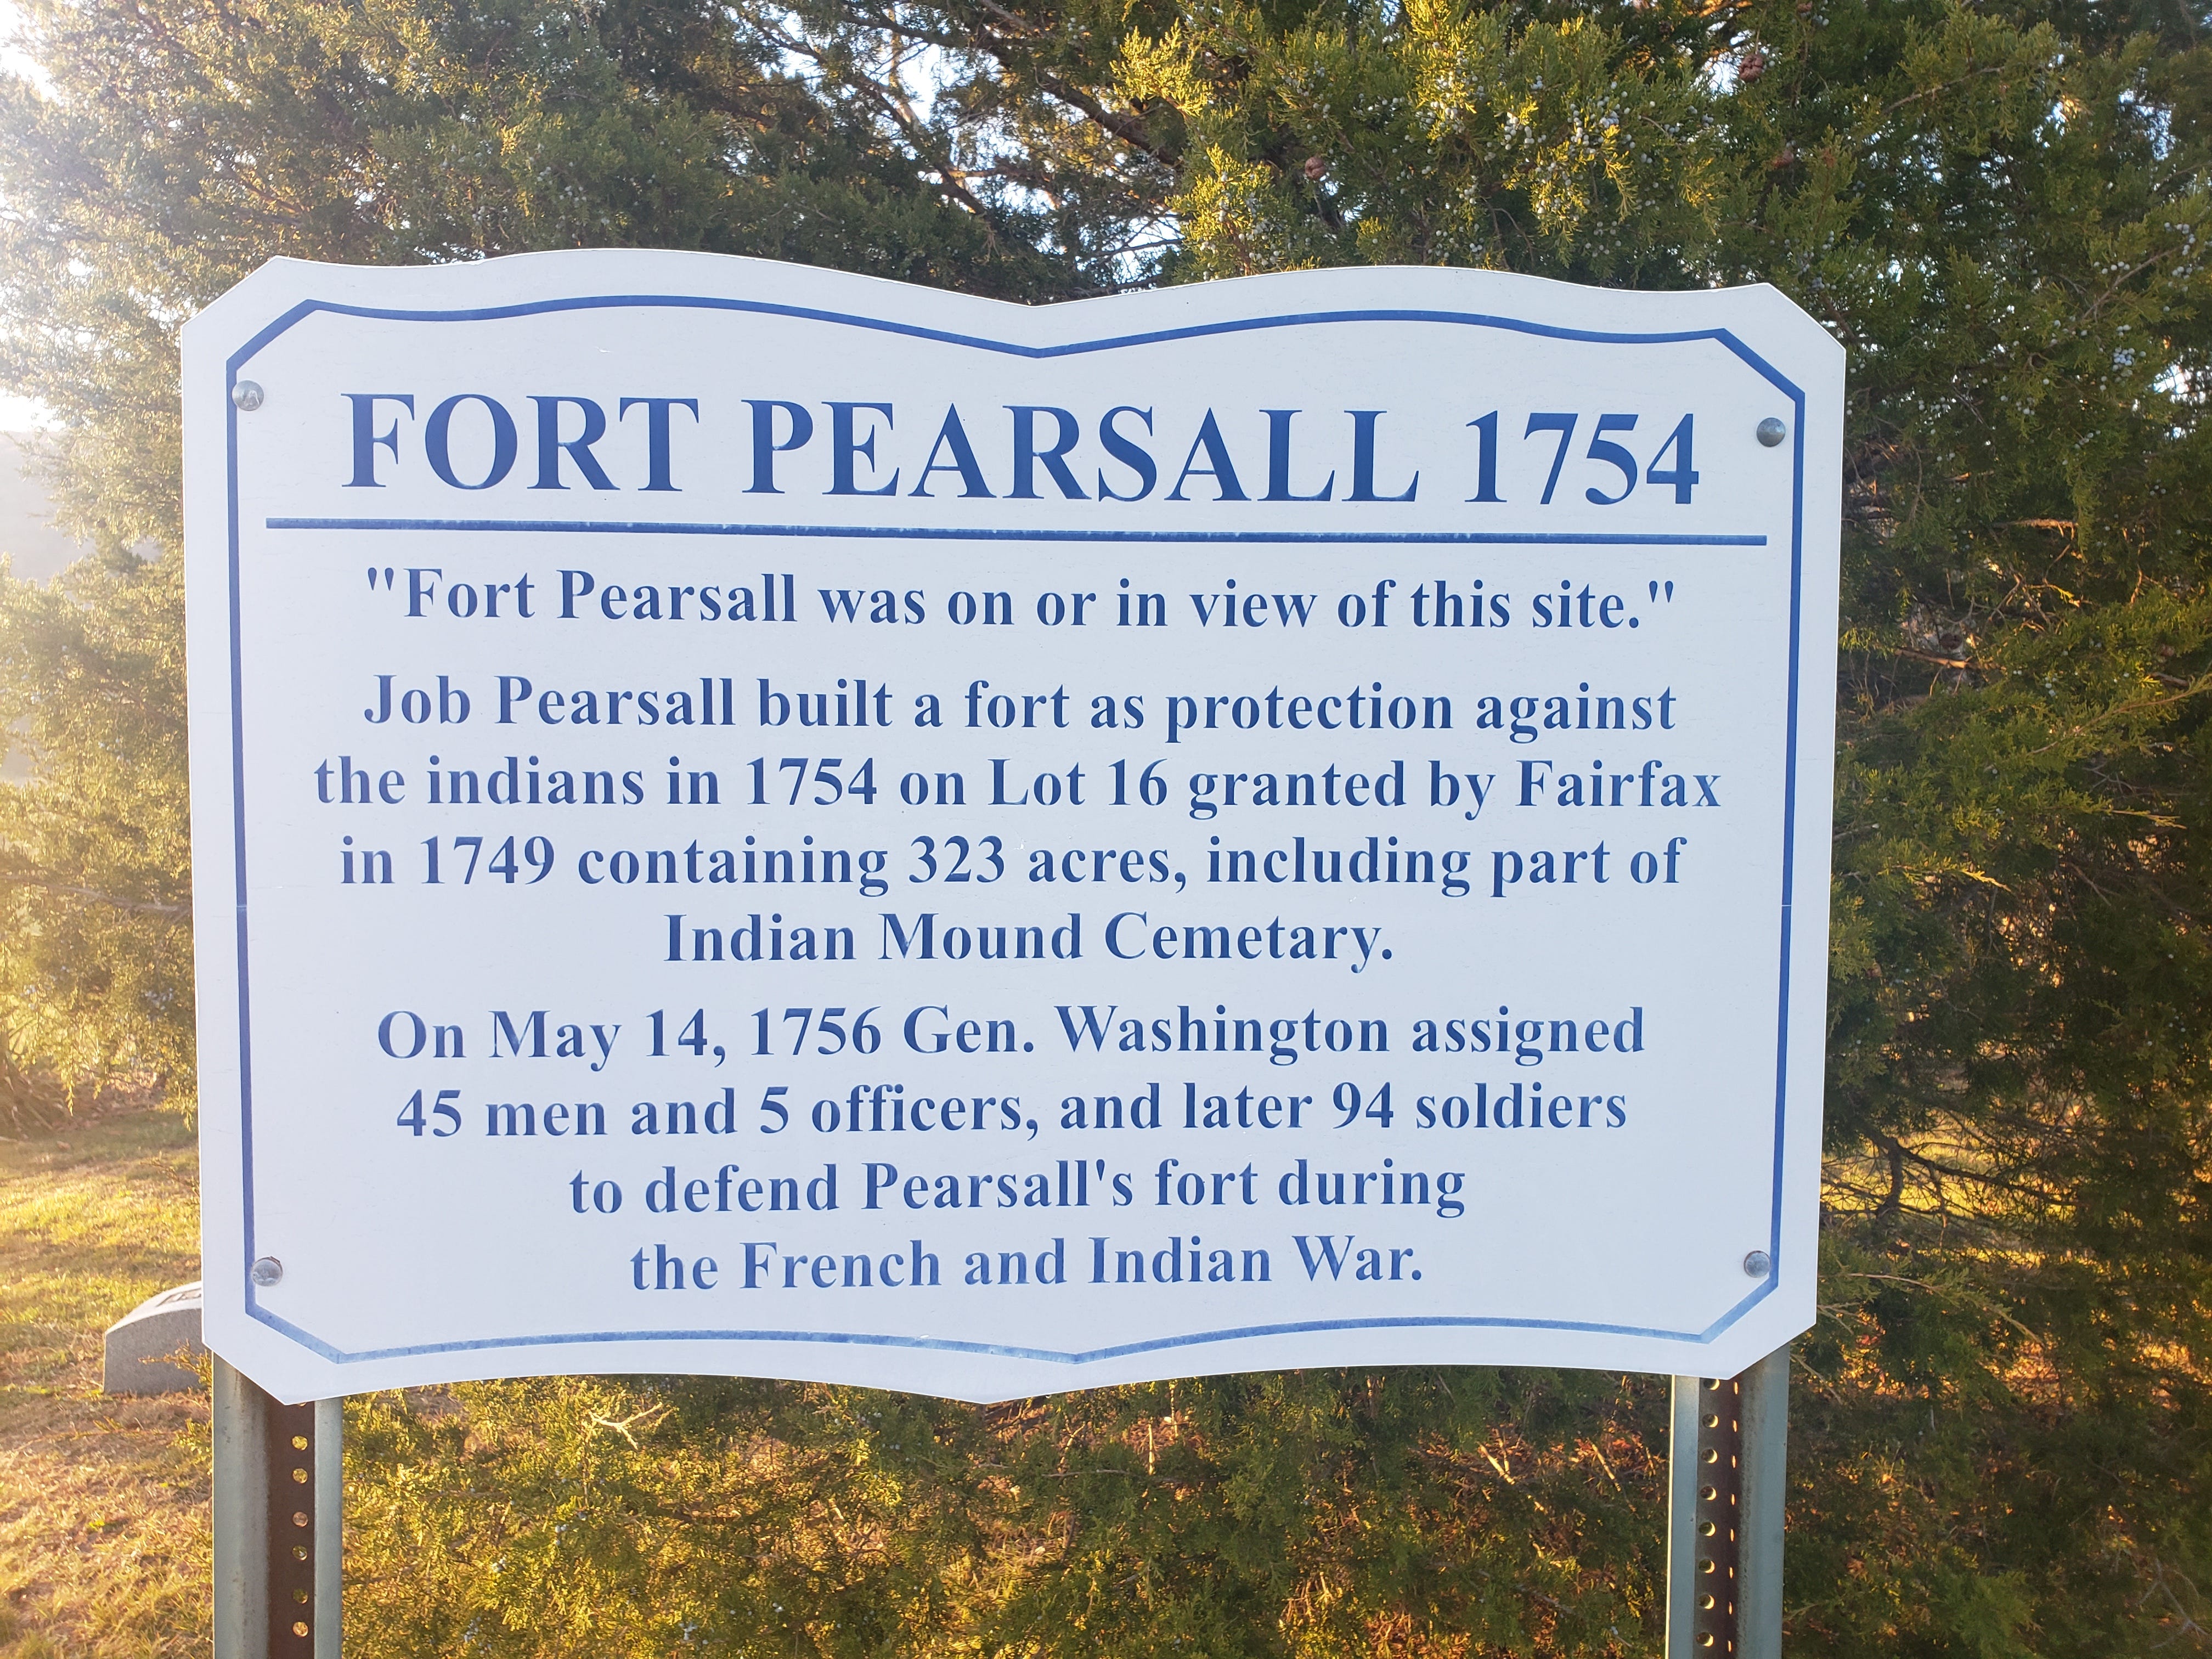 FORT PEARSALL 1754
"Fort Pearsall was on or in view of this site."
Job Pearsall built a fort as protection against
the indians in 1754 on Lot 16 granted by Fairfax
in 1749 containing 323 acres, including part of
Indian Mound Cemetary.
On May 14, 1756 Gen. Washington assigned
45 men and 5 officers, and later 94 soldiers
to defend Pearsall's fort during
the French and Indian War.